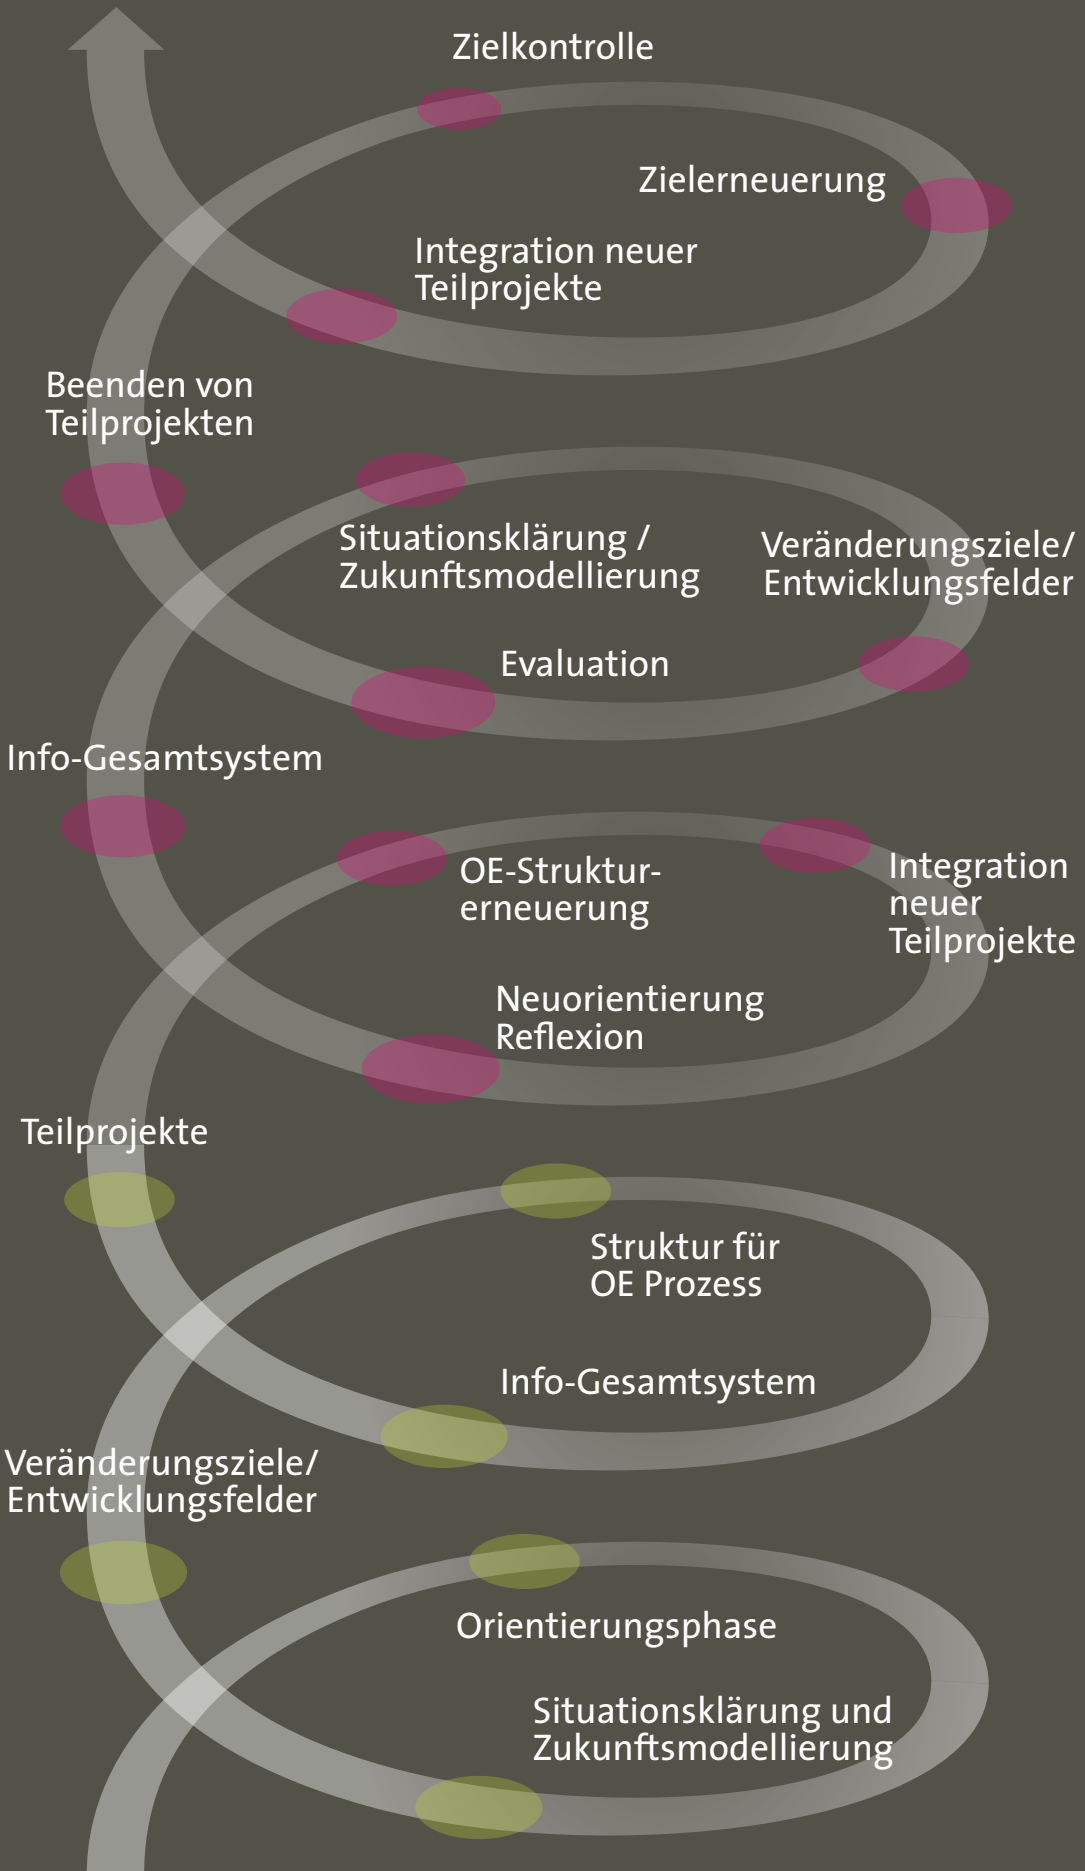 Zielkontrolle
Zielerneuerung
Integration neuer
Teilprojekte
Beenden von
Teilprojekten
Situationsklärung /
Zukunftsmodellierung
Veränderungsziele/
Entwicklungsfelder
Evaluation
Info-Gesamtsystem
OE-Struktur-
erneuerung
Integration
neuer
Teilprojekte
Neuorientierung
Reflexion
Teilprojekte
Struktur für
OE Prozess
Info-Gesamtsystem
Veränderungsziele/
Entwicklungsfelder
Orientierungsphase
Situationsklärung und
Zukunftsmodellierung